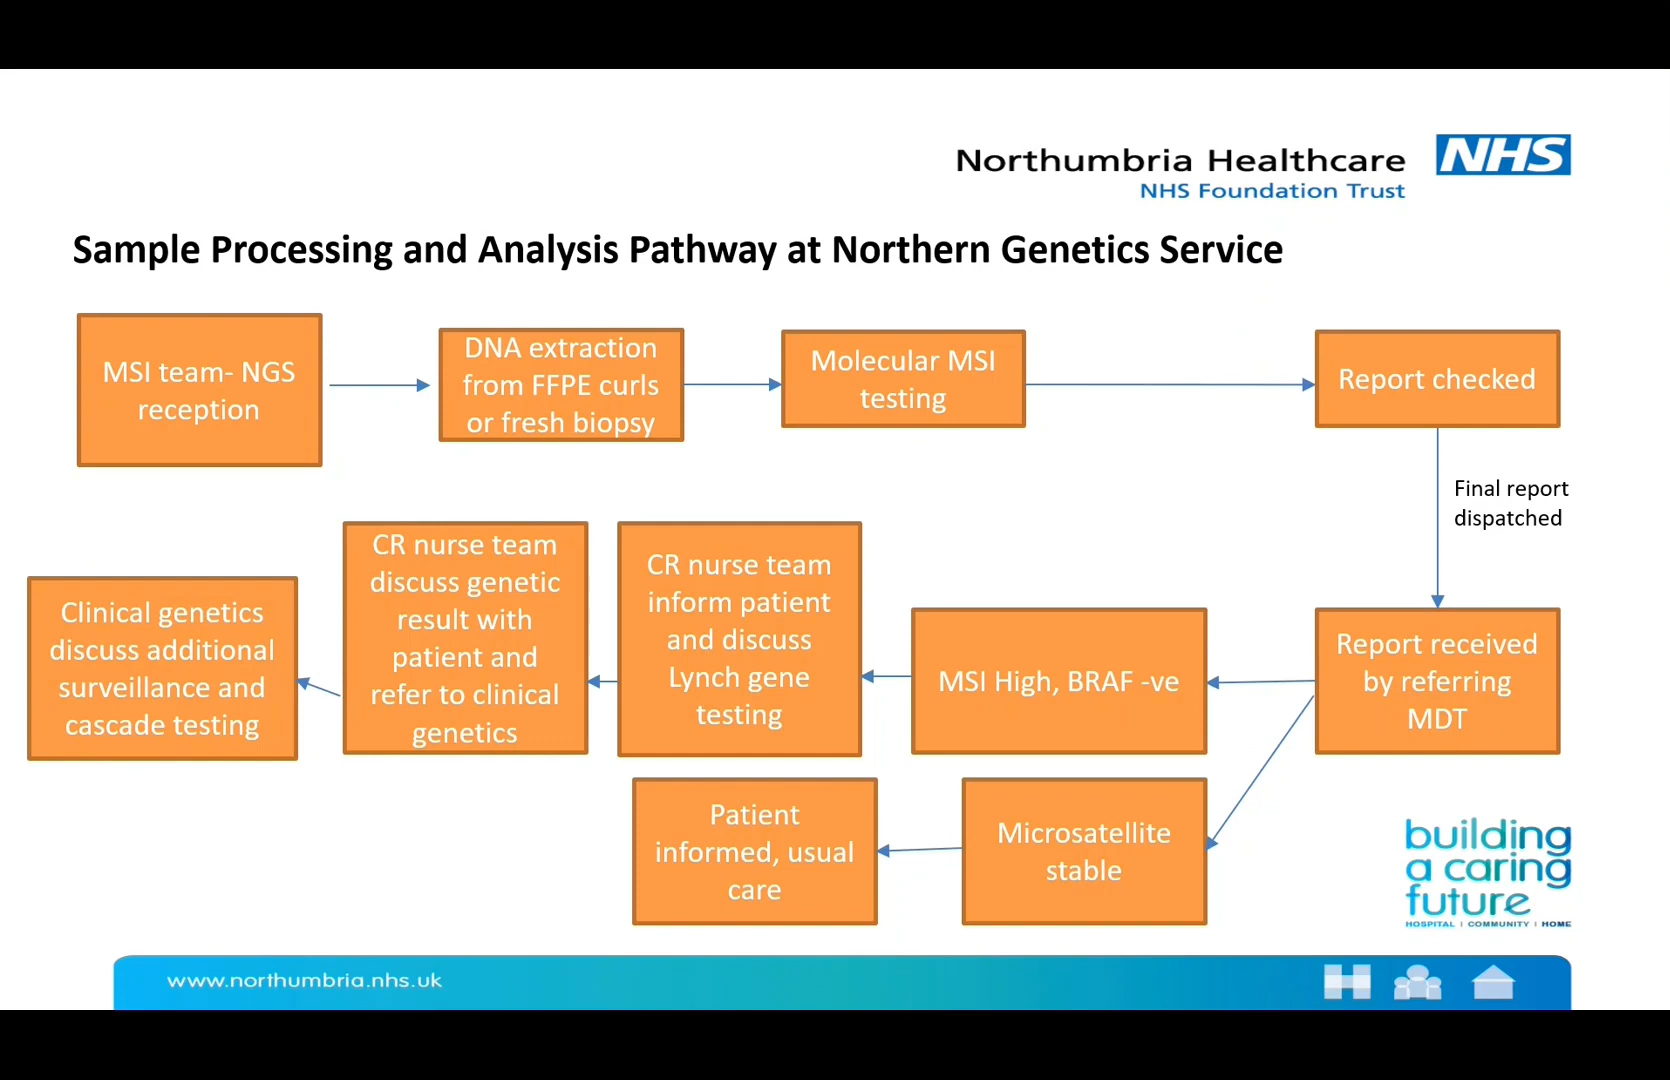 Northumbria Healthcare
NHS
NHS Foundation Trust
Sample Processing and Analysis Pathway at Northern Genetics Service
MSI team- NGS
reception
DNA extraction
from FFPE curls
or fresh biopsy
Molecular MSI
testing
Report checked
Final report
dispatched
Report received
by referring
MDT
MSI High, BRAF -ve
CR nurse team
inform patient
and discuss
Lynch gene
testing
CR nurse team
discuss genetic
result with
patient and
refer to clinical
genetics
Clinical genetics
discuss additional
surveillance and
cascade testing
Microsatellite
stable
Patient
informed, usual
care
building
a caring
future
HOSPITAL | COMMUNITY | HOME
www.northumbria.nhs.uk